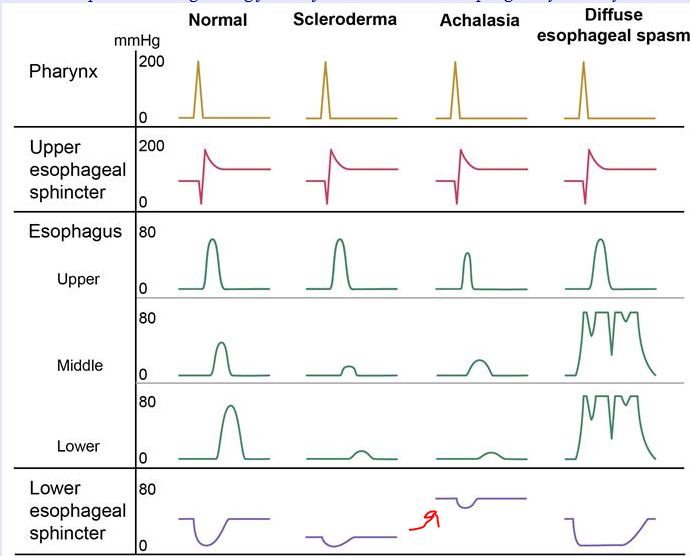 Normal
Scleroderma
Achalasia
Diffuse
esophageal spasm
mmHg
Pharynx
200
0
Upper
esophageal
sphincter
200
0
Esophagus
80
Upper
0
80
Middle
0
80
Lower
0
Lower
esophageal
sphincter
80
0